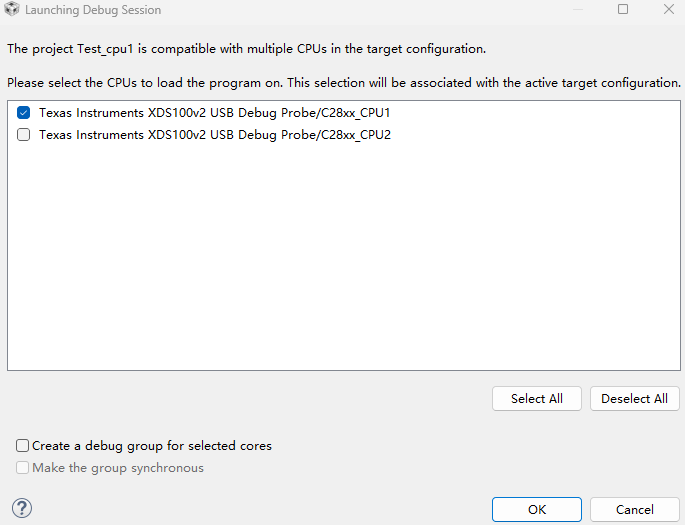 Launching Debug Session
The project Test_cpu1 is compatible with multiple CPUs in the target configuration.
Please select the CPUs to load the program on. This selection will be associated with the active target configuration.
Texas Instruments XDS100v2 USB Debug Probe/C28xx_CPU1
Texas Instruments XDS100v2 USB Debug Probe/C28xx_CPU2
Select All
Deselect All
Create a debug group for selected cores
Make the group synchronous
?
OK
Cancel